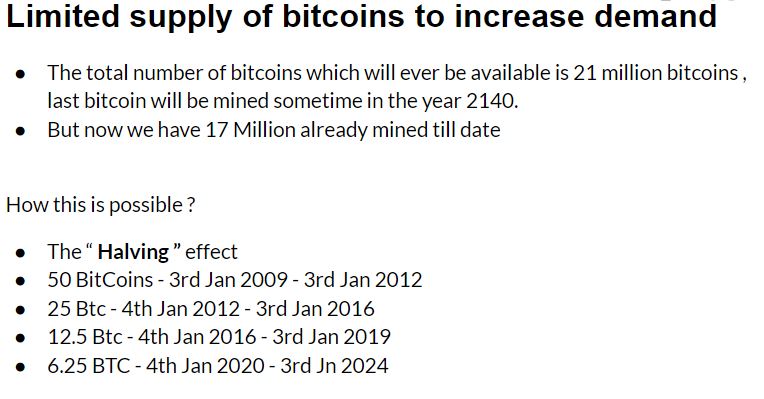 Limited supply of bitcoins to increase demand
● The total number of bitcoins which will ever be available is 21 million bitcoins ,
last bitcoin will be mined sometime in the year 2140.
● But now we have 17 Million already mined till date
How this is possible ?
● The “ Halving ” effect
● 50 BitCoins - 3rd Jan 2009 - 3rd Jan 2012
● 25 Btc - 4th Jan 2012 - 3rd Jan 2016
● 12.5 Btc - 4th Jan 2016 - 3rd Jan 2019
● 6.25 BTC - 4th Jan 2020 - 3rd Jn 2024